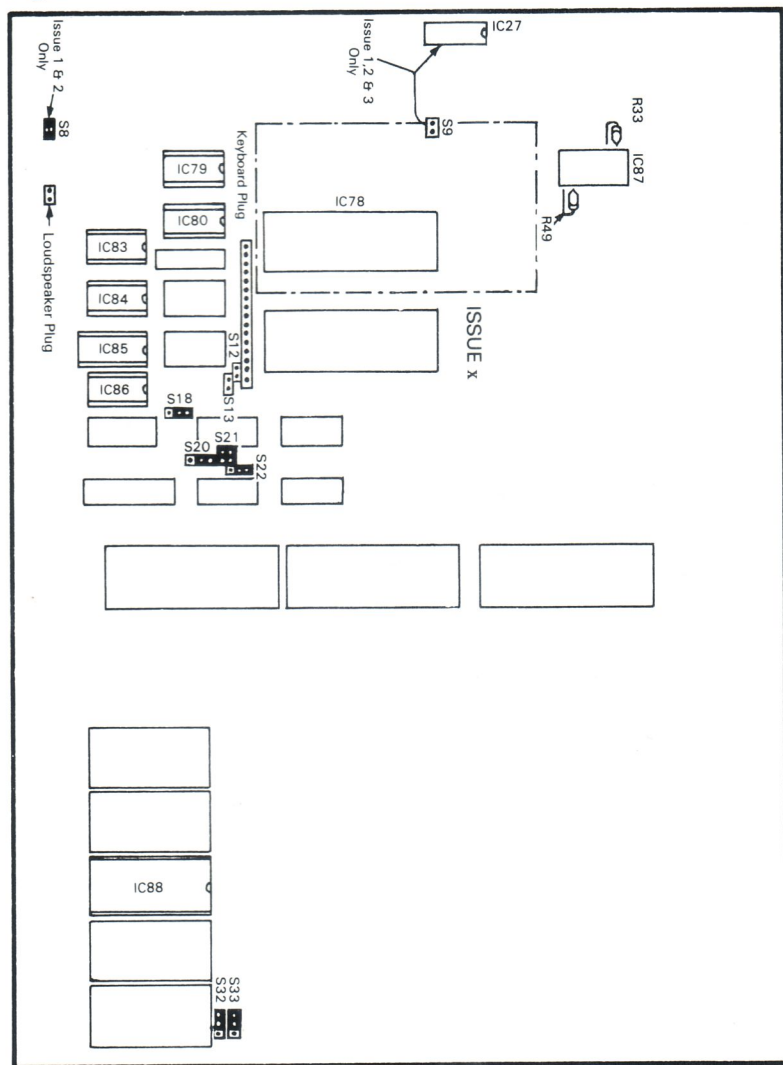 Issue 1 & 2
Only
S8
Loudspeaker Plug
Issue 1,2 & 3
Only
IC27
S9
R33
IC87
R49
Keyboard Plug
IC79
IC80
IC78
IC83
IC84
IC85
IC86
ISSUE x
S12
S13
S18
S20
S21
S22
IC88
S32
S33